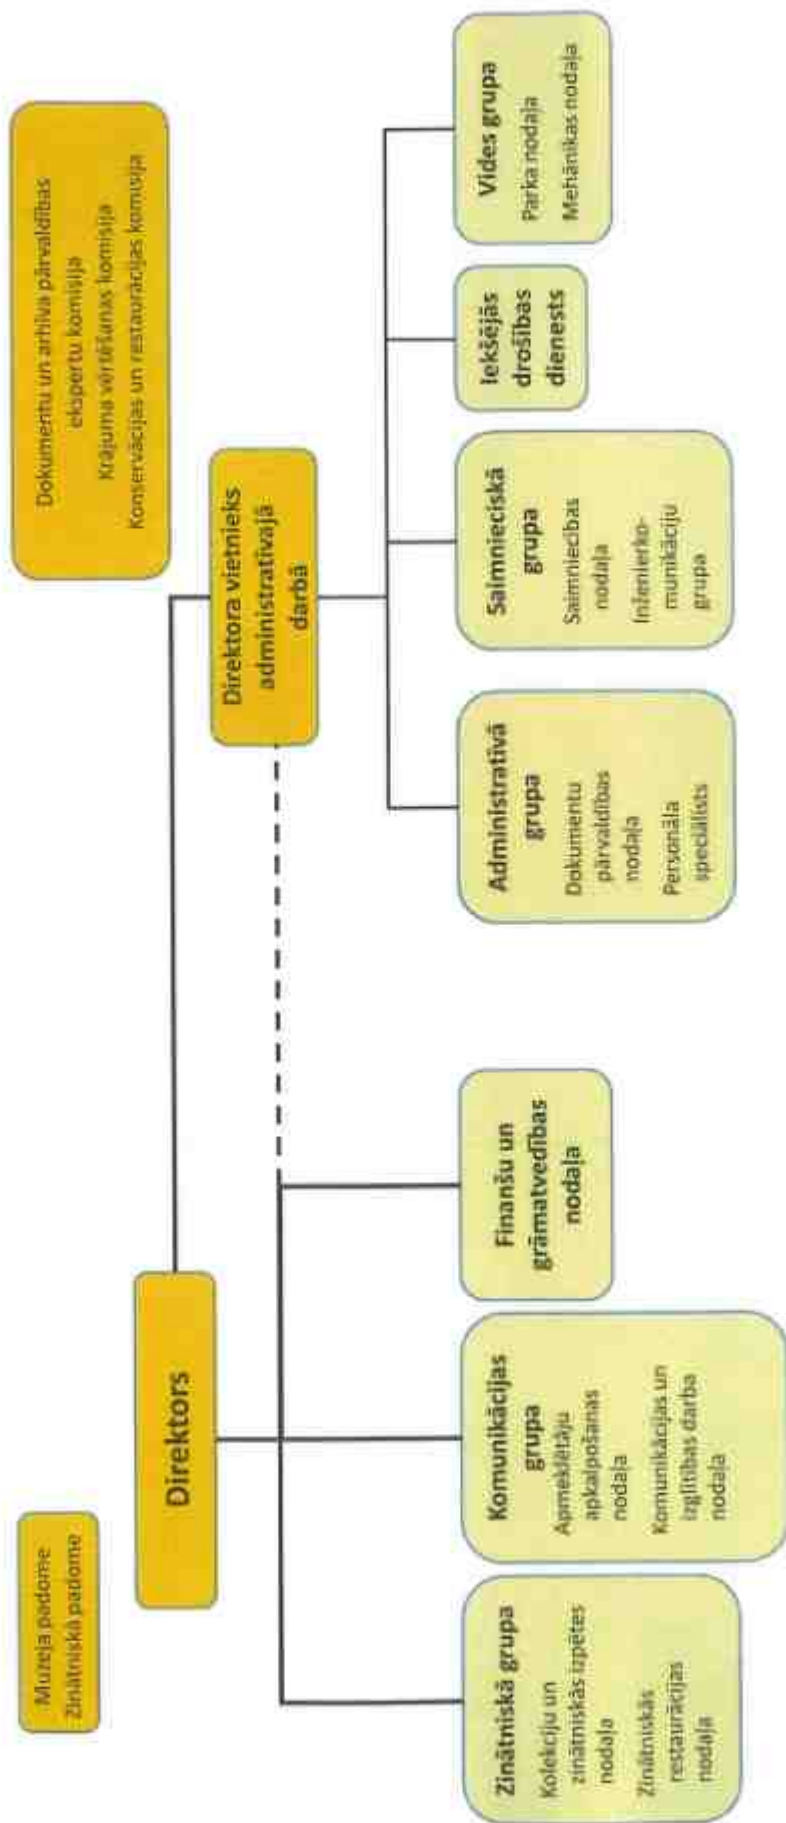 Muzeja padome
Zinātniskā padome
Dokumentu un arhīva pārvaldības
ekspertu komisija
Krājuma vērtēšanas komisija
Konservācijas un restaurācijas komisija
Direktors
Direktora vietnieks
administratīvajā
darbā
Zinātniskā grupa
Kolekciju un
zinātniskās izpētes
nodaļa
Zinātniskās
restaurācijas
nodaļa
Komunikācijas
grupa
Apmeklētāju
apkalpošanas
nodaļa
Komunikācijas un
izglītības darba
nodaļa
Finanšu un
grāmatvedības
nodaļa
Administratīvā
grupa
Dokumentu
pārvaldības
nodaļa
Personāla
speciālists
Saimnieciskā
grupa
Saimniecības
nodaļa
Inženierko-
munikāciju
grupa
Iekšējās
drošības
dienests
Vides grupa
Parka nodaļa
Mehānikas nodaļa